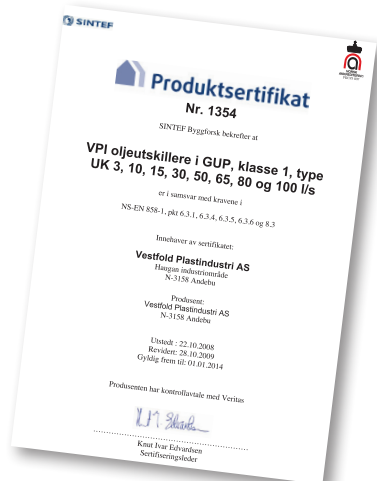 SINTEF
Produktsertifikat
Nr. 1354
SINTEF Byggforsk bekrefter at
VPI oljeutskillere i GUP, klasse 1, type
UK 3, 10, 15, 30, 50, 65, 80 og 100 l/s
er i samsvar med kravene i
NS-EN 858-1, pkt 6.3.1, 6.3.4, 6.3.5, 6.3.6 og 8.3
Innehaver av sertifikatet:
Vestfold Plastindustri AS
Haugan industriområde
N-3158 Andebu
Produsent:
Vestfold Plastindustri AS
N-3158 Andebu
Utstedt : 22.10.2008
Revidert: 28.10.2009
Gyldig frem til: 01.01.2014
Produsenten har kontrollavtale med Veritas
Knut Ivar Edvardsen
Sertifiseringsleder